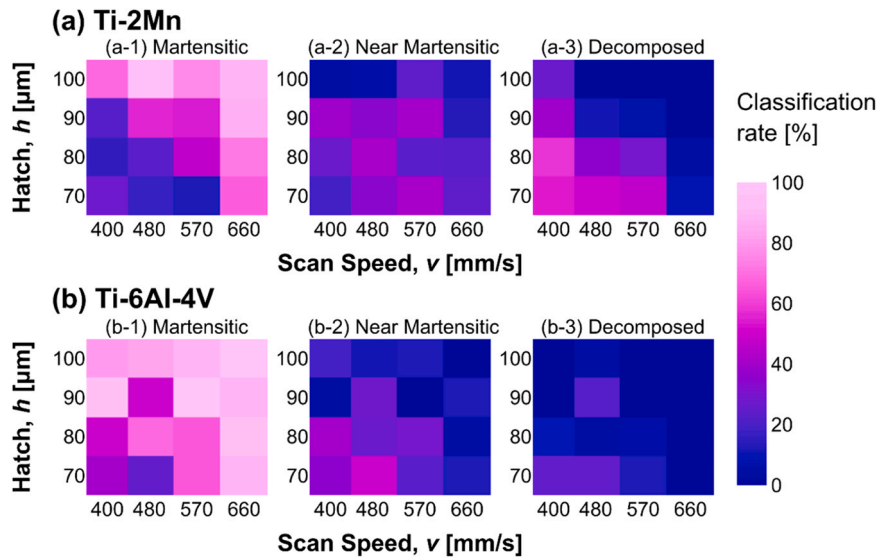 (a) Ti-2Mn
(a-1) Martensitic
(a-2) Near Martensitic
(a-3) Decomposed
Hatch, h [μm]
100
90
80
70
100
90
80
70
100
90
80
70
400 480 570 660
400 480 570 660
400 480 570 660
Scan Speed, v [mm/s]
(b) Ti-6Al-4V
(b-1) Martensitic
(b-2) Near Martensitic
(b-3) Decomposed
Hatch, h [μm]
100
90
80
70
100
90
80
70
100
90
80
70
400 480 570 660
400 480 570 660
400 480 570 660
Scan Speed, v [mm/s]
Classification
rate [%]
100
80
60
40
20
0